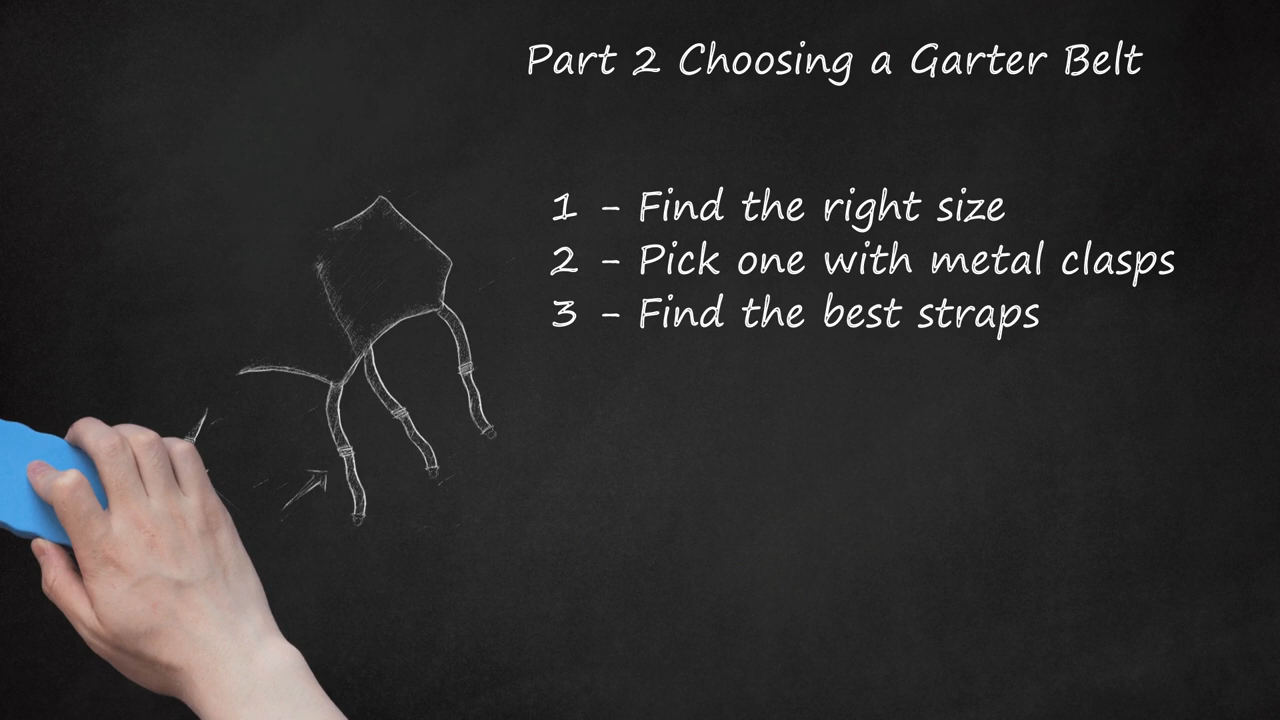 Part 2 Choosing a Garter Belt
1 - Find the right size
2 - Pick one with metal clasps
3 - Find the best straps